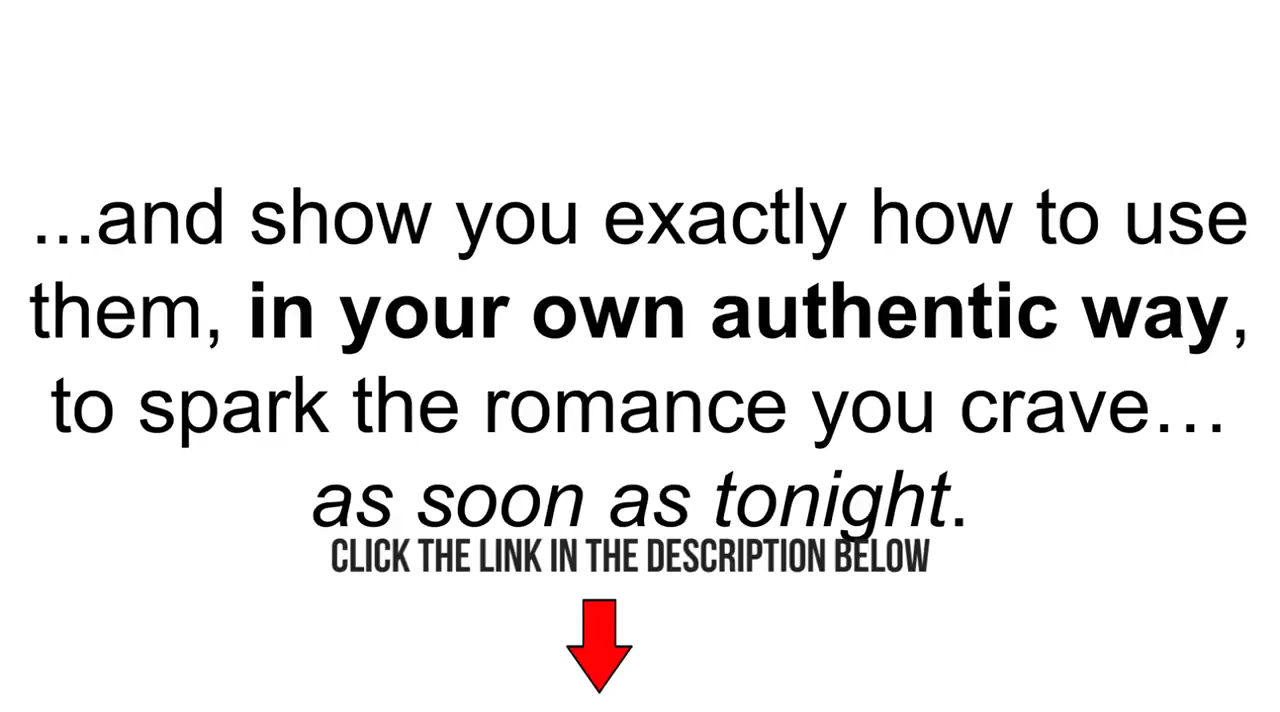 ...and show you exactly how to use
them, in your own authentic way,
to spark the romance you crave…
as soon as tonight.
CLICK THE LINK IN THE DESCRIPTION BELOW